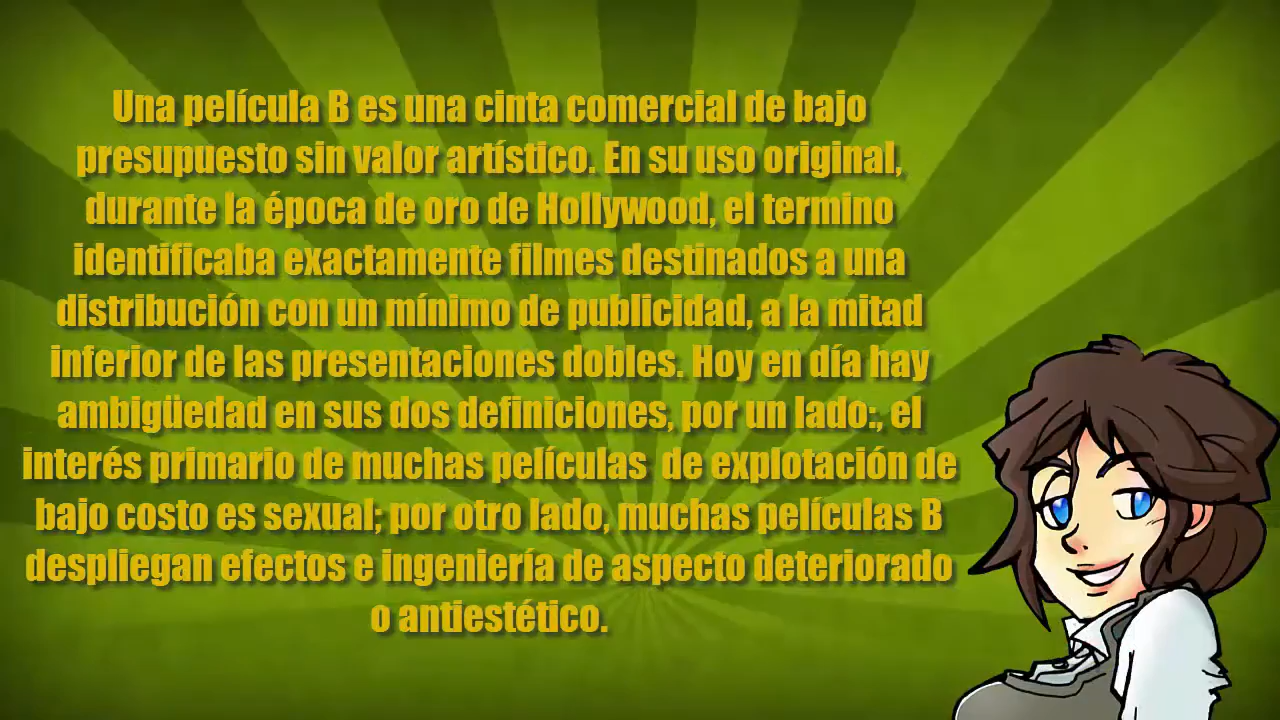 Una película B es una cinta comercial de bajo
presupuesto sin valor artístico. En su uso original,
durante la época de oro de Hollywood, el termino
identificaba exactamente filmes destinados a una
distribución con un mínimo de publicidad, a la mitad
inferior de las presentaciones dobles. Hoy en día hay
ambigüedad en sus dos definiciones, por un lado:, el
interés primario de muchas películas  de explotación de
bajo costo es sexual; por otro lado, muchas películas B
despliegan efectos e ingeniería de aspecto deteriorado
o antiestético.